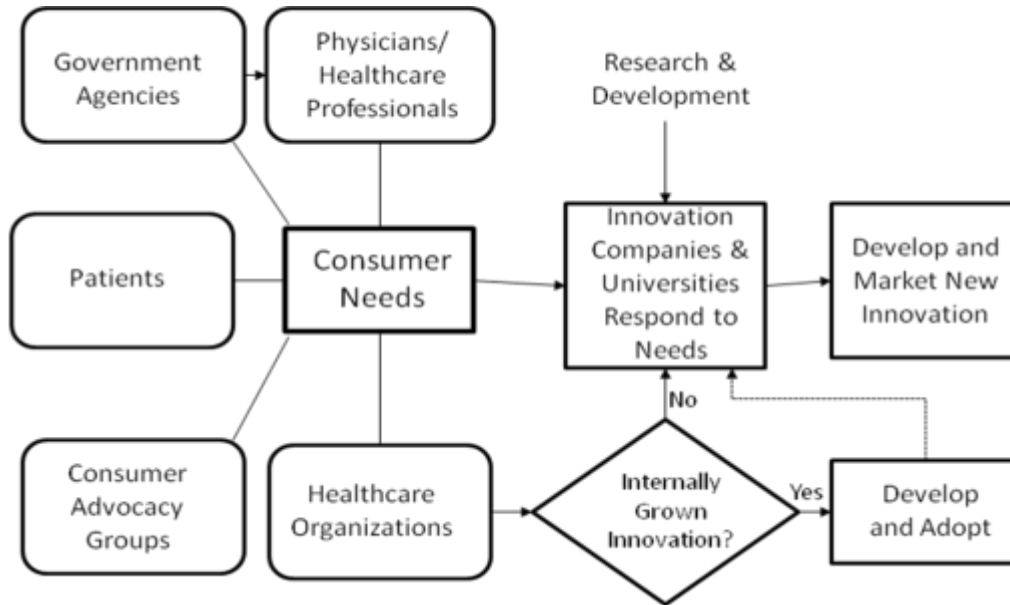 Government
Agencies
Physicians/
Healthcare
Professionals
Research &
Development
Patients
Consumer
Needs
Innovation
Companies &
Universities
Respond to
Needs
Develop and
Market New
Innovation
No
Consumer
Advocacy
Groups
Healthcare
Organizations
Internally
Grown
Innovation?
Yes
Develop
and Adopt